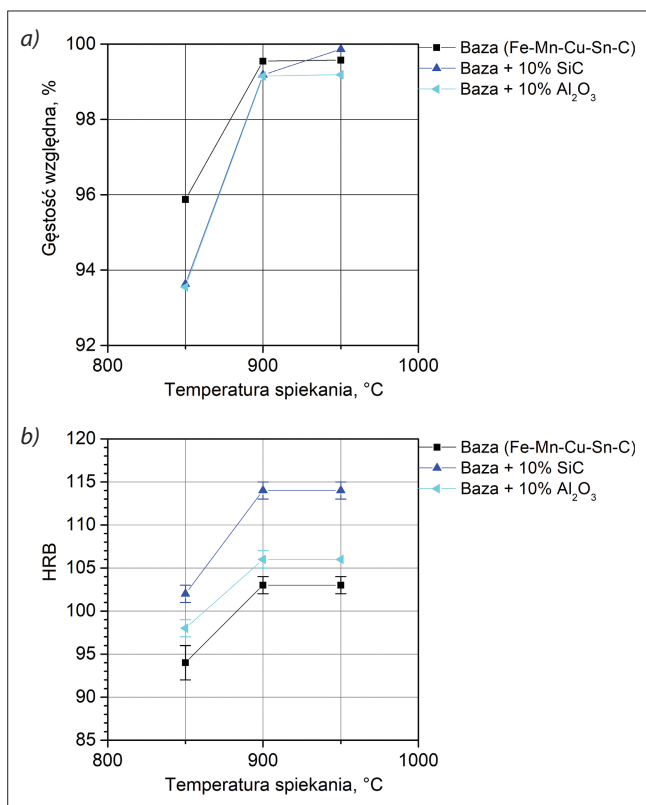 a)
100
98
96
94
92
Gęstość względna, %
800
900
1000
Temperatura spiekania, °C
Baza (Fe-Mn-Cu-Sn-C)
Baza + 10% SiC
Baza + 10% Al₂O₃
b)
120
115
110
105
100
95
90
85
80
HRB
800
900
1000
Temperatura spiekania, °C
Baza (Fe-Mn-Cu-Sn-C)
Baza + 10% SiC
Baza + 10% Al₂O₃